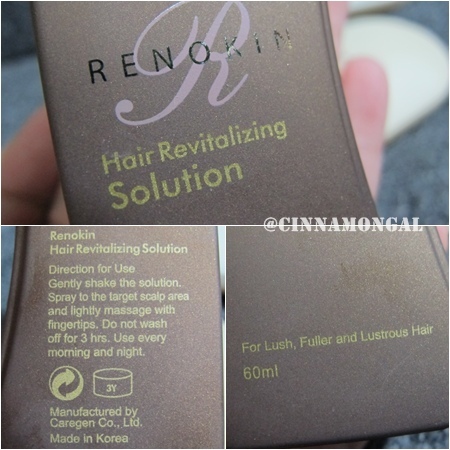 RENOKIN
R
Hair Revitalizing
Solution
@CINNAMONGAL
Renokin
Hair Revitalizing Solution
Direction for Use
Gently shake the solution.
Spray to the target scalp area
and lightly massage with
fingertips. Do not wash
off for 3 hrs. Use every
morning and night.
3Y
Manufactured by
Caregen Co., Ltd.
Made in Korea
For Lush, Fuller and Lustrous Hair
60ml